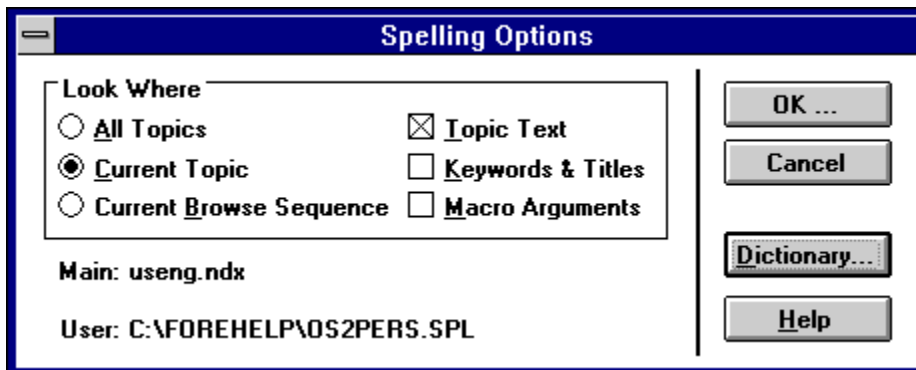 Spelling Options
Look Where
All Topics
Topic Text
Current Topic
Keywords & Titles
Current Browse Sequence
Macro Arguments
Main: useng.ndx
User: C:\FOREHELP\OS2PERS.SPL
OK ...
Cancel
Dictionary...
Help